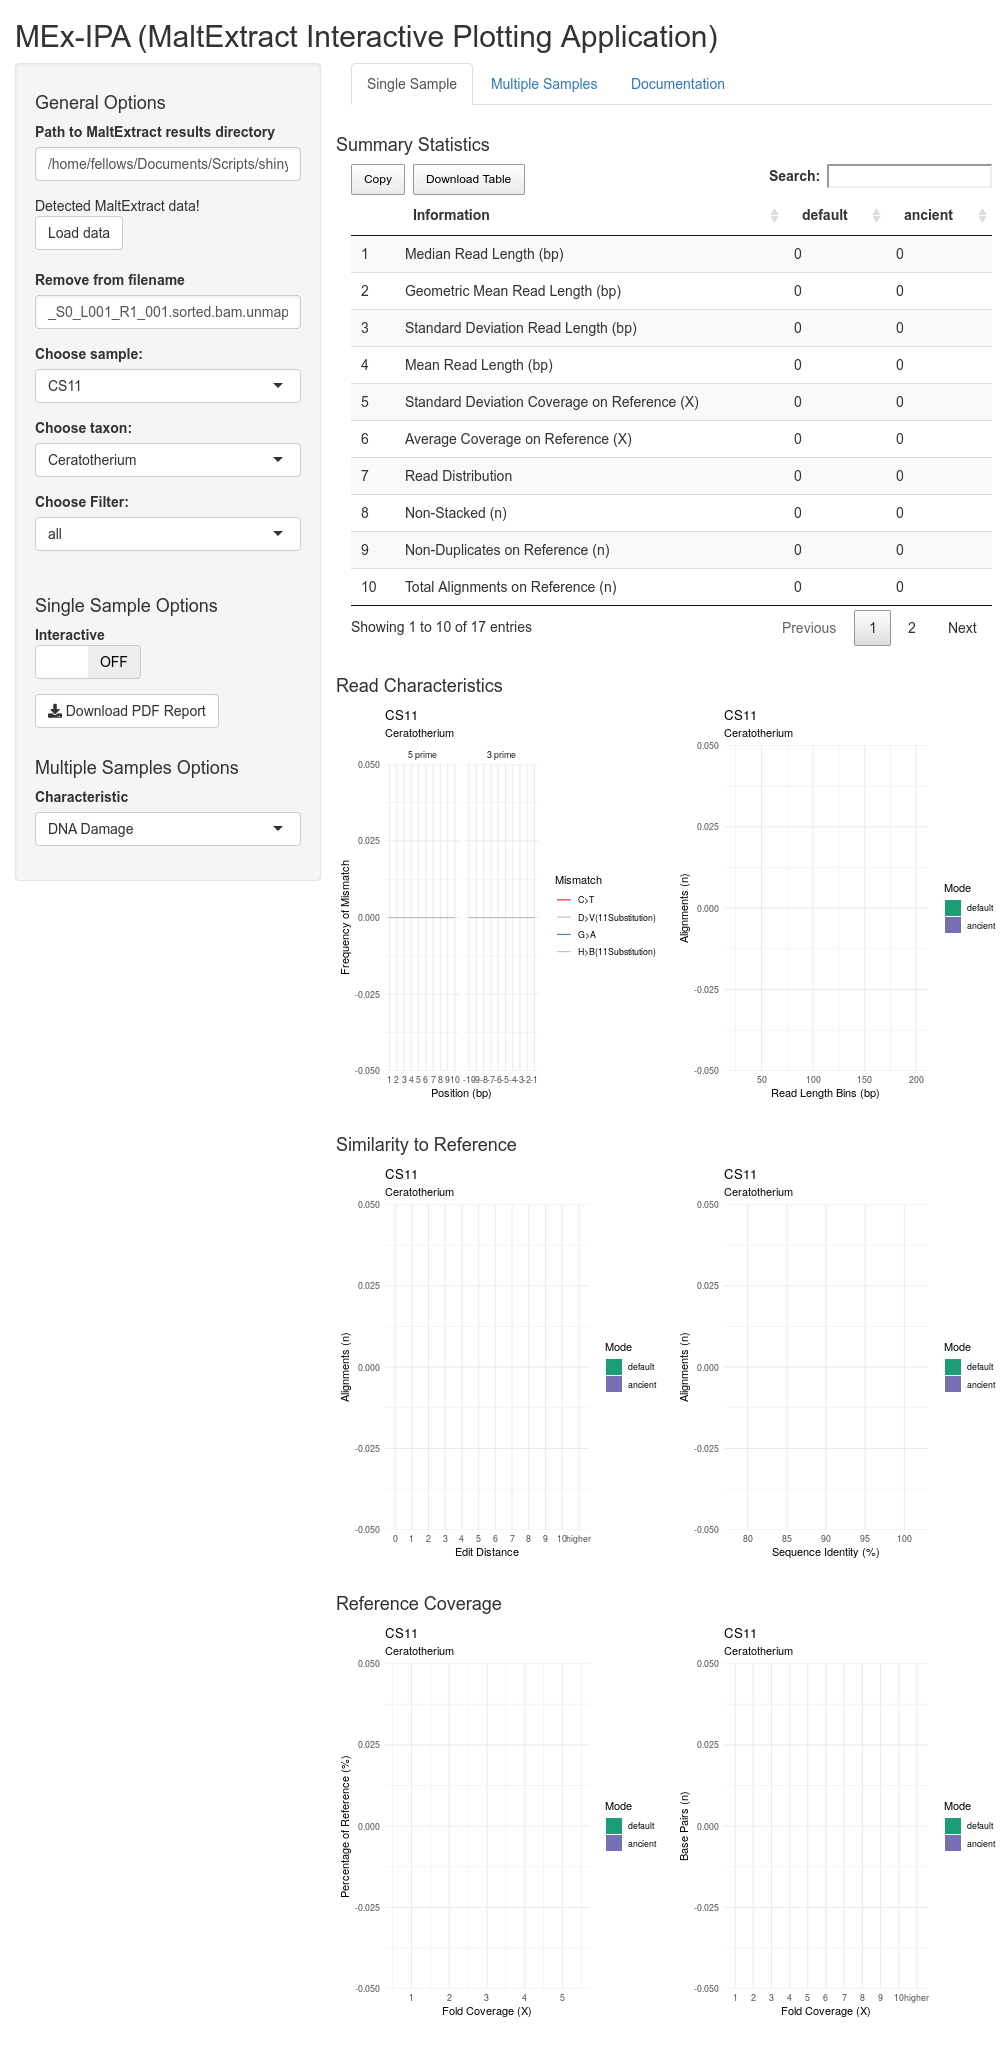 MEx-IPA (MaltExtract Interactive Plotting Application)
General Options
Path to MaltExtract results directory
/home/fellows/Documents/Scripts/shiny
Detected MaltExtract data!
Load data
Remove from filename
_S0_L001_R1_001.sorted.bam.unmap
Choose sample:
CS11
Choose taxon:
Ceratotherium
Choose Filter:
all
Single Sample Options
Interactive
OFF
Download PDF Report
Multiple Samples Options
Characteristic
DNA Damage
Single Sample Multiple Samples Documentation
Summary Statistics
Copy Download Table Search:
Information default ancient
1 Median Read Length (bp) 0 0
2 Geometric Mean Read Length (bp) 0 0
3 Standard Deviation Read Length (bp) 0 0
4 Mean Read Length (bp) 0 0
5 Standard Deviation Coverage on Reference (X) 0 0
6 Average Coverage on Reference (X) 0 0
7 Read Distribution 0 0
8 Non-Stacked (n) 0 0
9 Non-Duplicates on Reference (n) 0 0
10 Total Alignments on Reference (n) 0 0
Showing 1 to 10 of 17 entries Previous 1 2 Next
Read Characteristics
CS11
Ceratotherium
5 prime 3 prime
0.050
0.025
0.000
-0.025
-0.050
Frequency of Mismatch
1 2 3 4 5 6 7 8 9 10 -10 -9 -8 -7 -6 -5 -4 -3 -2 -1
Position (bp)
Mismatch
C>T
D>V(11Substitution)
G>A
H>B(11Substitution)
CS11
Ceratotherium
0.050
0.025
0.000
-0.025
-0.050
Alignments (n)
50 100 150 200
Read Length Bins (bp)
Mode
default
ancient
Similarity to Reference
CS11
Ceratotherium
0.050
0.025
0.000
-0.025
-0.050
Alignments (n)
0 1 2 3 4 5 6 7 8 9 10 higher
Edit Distance
Mode
default
ancient
CS11
Ceratotherium
0.050
0.025
0.000
-0.025
-0.050
Alignments (n)
80 85 90 95 100
Sequence Identity (%)
Mode
default
ancient
Reference Coverage
CS11
Ceratotherium
0.050
0.025
0.000
-0.025
-0.050
Percentage of Reference (%)
1 2 3 4 5
Fold Coverage (X)
Mode
default
ancient
CS11
Ceratotherium
0.050
0.025
0.000
-0.025
-0.050
Base Pairs (n)
1 2 3 4 5 6 7 8 9 10 higher
Fold Coverage (X)
Mode
default
ancient